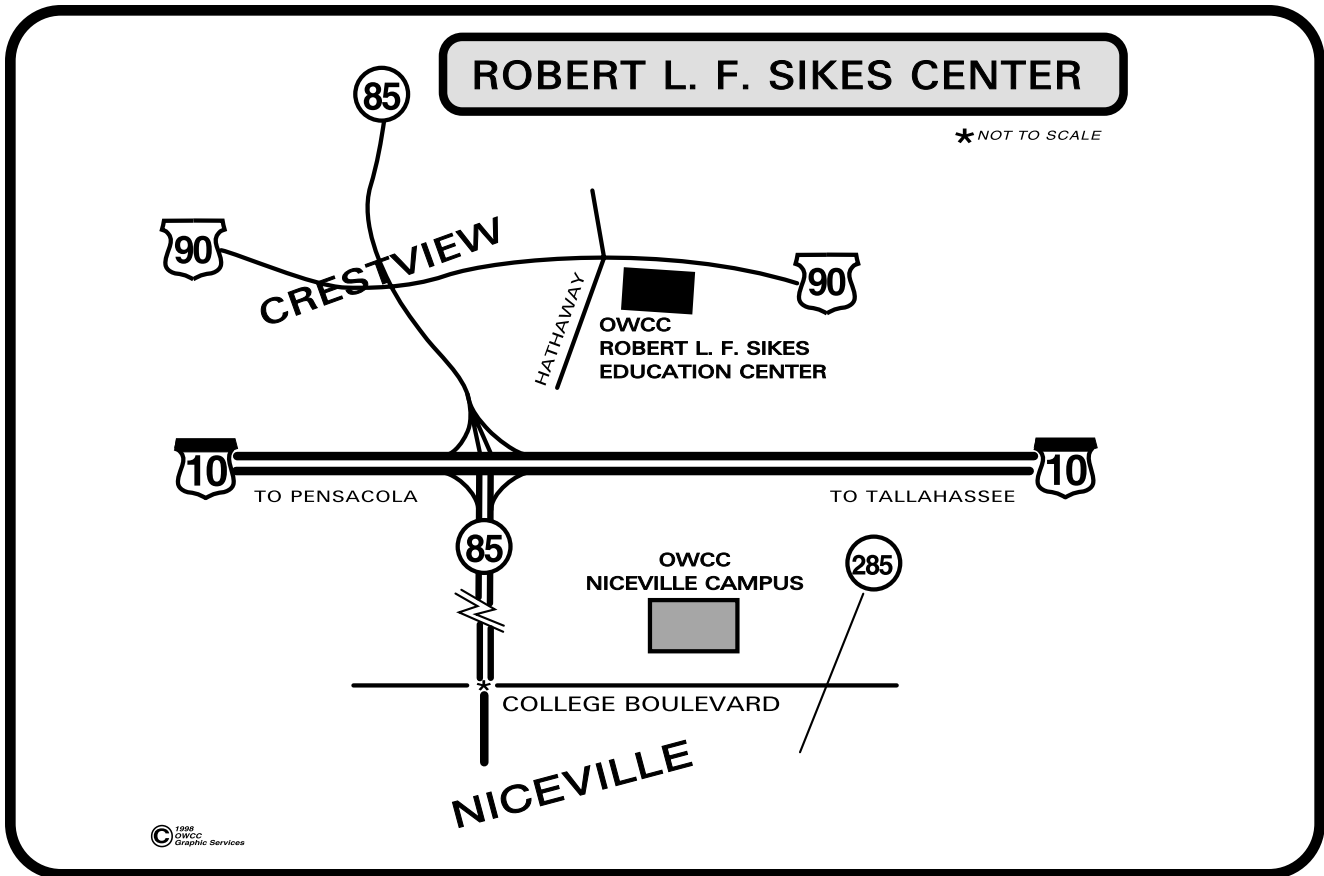 ROBERT L. F. SIKES CENTER
85
*NOT TO SCALE
CRESTVIEW
90
90
HATHAWAY
OWCC
ROBERT L. F. SIKES
EDUCATION CENTER
10
10
TO PENSACOLA
TO TALLAHASSEE
85
OWCC
NICEVILLE CAMPUS
285
*
COLLEGE BOULEVARD
NICEVILLE
© 1998
OWCC
Graphic Services